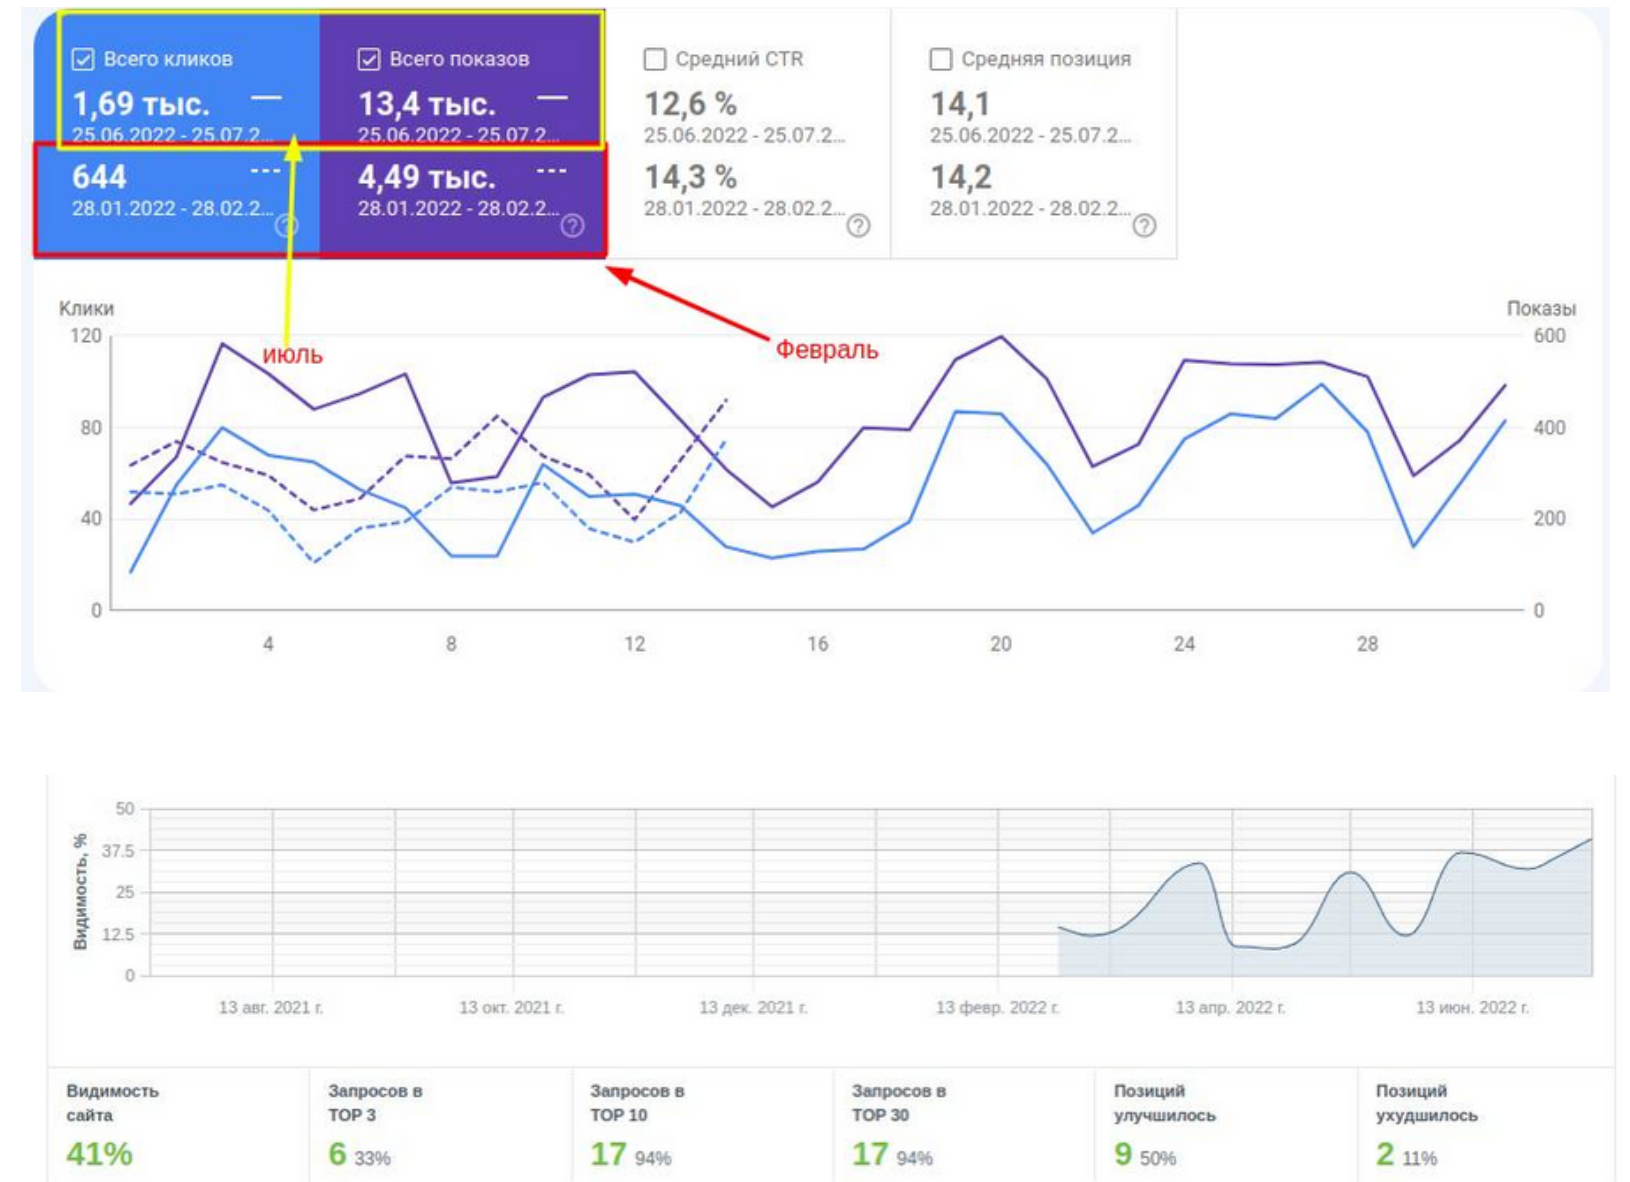 Всего кликов
1,69 тыс.
25.06.2022 - 25.07.2...
644
28.01.2022 - 28.02.2...
Всего показов
13,4 тыс.
25.06.2022 - 25.07.2...
4,49 тыс.
28.01.2022 - 28.02.2...
Средний CTR
12,6 %
25.06.2022 - 25.07.2...
14,3 %
28.01.2022 - 28.02.2...
Средняя позиция
14,1
25.06.2022 - 25.07.2...
14,2
28.01.2022 - 28.02.2...
июль
Февраль
Клики
120
80
40
0
Показы
600
400
200
0
4 8 12 16 20 24 28
Видимость, %
50
37.5
25
12.5
0
13 авг. 2021 г. 13 окт. 2021 г. 13 дек. 2021 г. 13 февр. 2022 г. 13 апр. 2022 г. 13 июн. 2022 г.
Видимость
сайта
41%
Запросов в
TOP 3
6 33%
Запросов в
TOP 10
17 94%
Запросов в
TOP 30
17 94%
Позиций
улучшилось
9 50%
Позиций
ухудшилось
2 11%